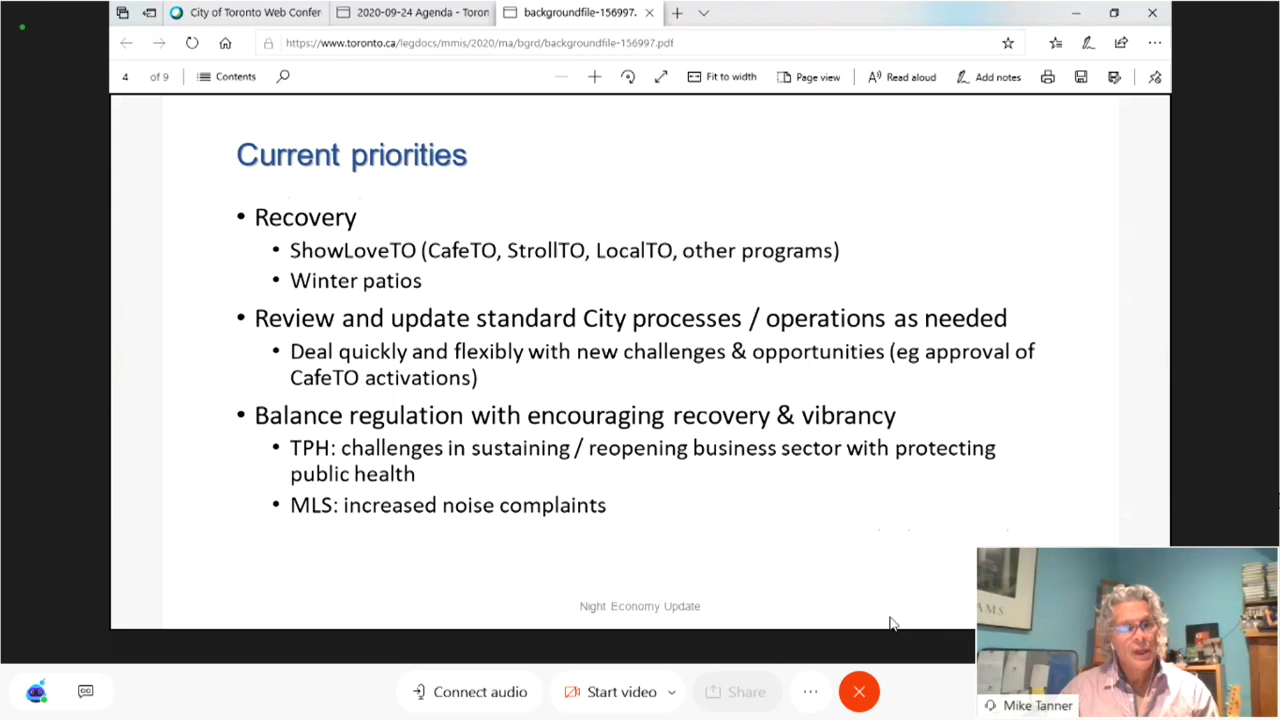 City of Toronto Web Confer
2020-09-24 Agenda - Toron
backgroundfile-156997.
https://www.toronto.ca/legdocs/mmis/2020/ma/bgrd/backgroundfile-156997.pdf
4 of 9 Contents Fit to width Page view Read aloud Add notes
Current priorities
• Recovery
• ShowLoveTO (CafeTO, StrollTO, LocalTO, other programs)
• Winter patios
• Review and update standard City processes / operations as needed
• Deal quickly and flexibly with new challenges & opportunities (eg approval of
CafeTO activations)
• Balance regulation with encouraging recovery & vibrancy
• TPH: challenges in sustaining / reopening business sector with protecting
public health
• MLS: increased noise complaints
Night Economy Update
AMS
Mike Tanner
Connect audio Start video Share